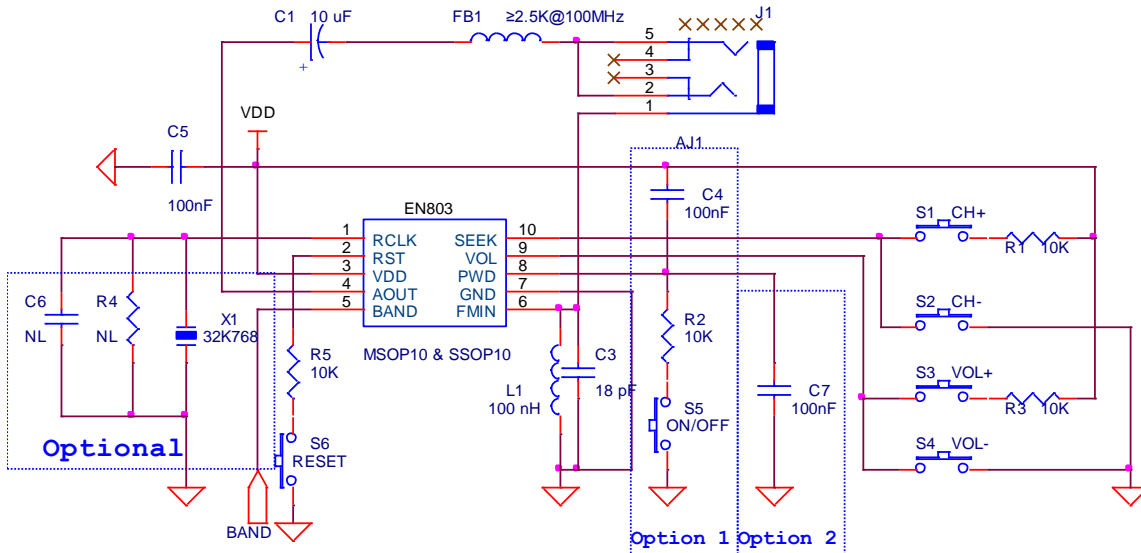 C1 10 uF FB1 ≥2.5K@100MHz J1
5
4
3
2
1
VDD
C5
100nF
AJ1
C4
100nF
EN803
1 RCLK SEEK 10
2 RST VOL 9
3 VDD PWD 8
4 AOUT GND 7
5 BAND FMIN 6
MSOP10 & SSOP10
S1 CH+
R1 10K
S2 CH-
S3 VOL+
R3 10K
S4 VOL-
C6
NL
R4
NL
X1
32K768
R5
10K
S6
RESET
Optional
BAND
L1
100 nH
C3
18 pF
R2
10K
S5
ON/OFF
C7
100nF
Option 1
Option 2
+